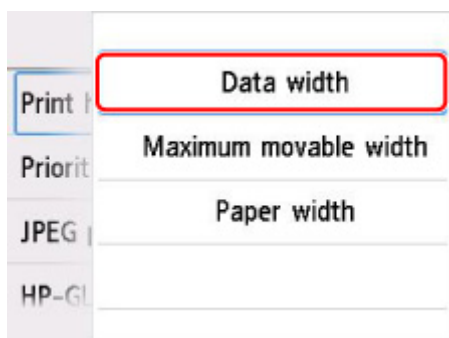 Data width
Print
Maximum movable width
Priorit
Paper width
JPEG
HP-GL